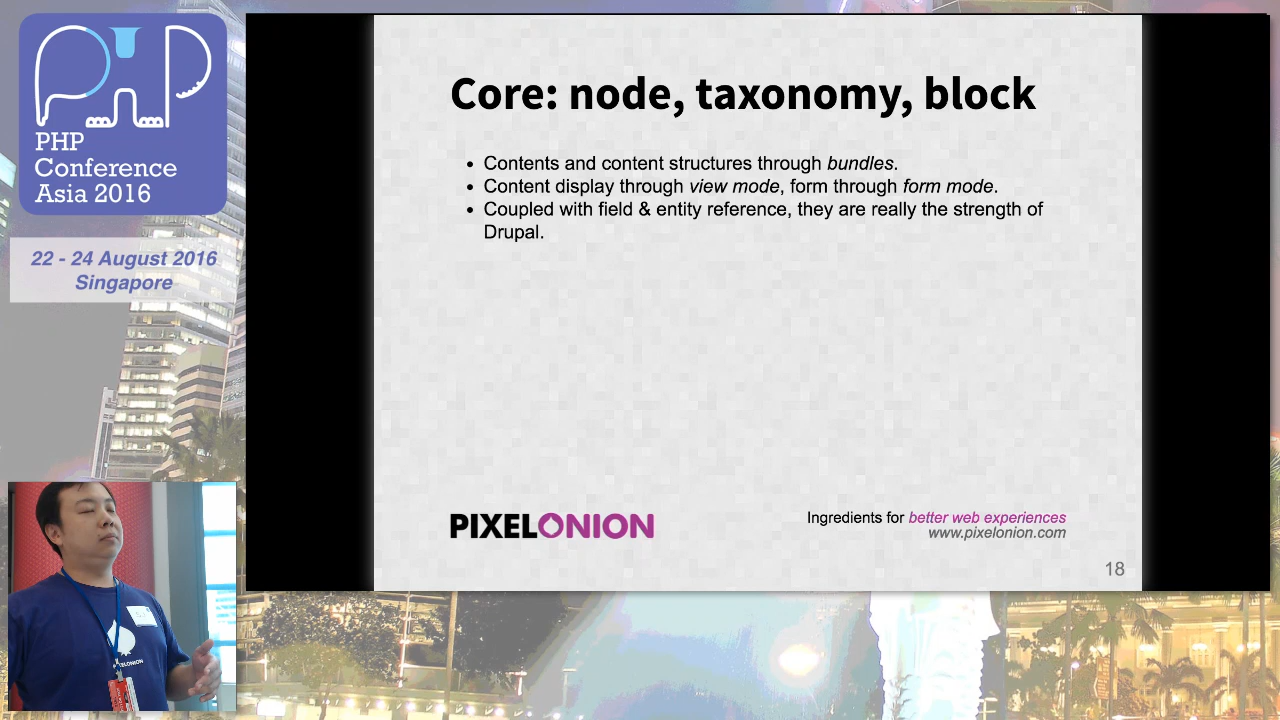 PHP
PHP
Conference
Asia 2016
22 - 24 August 2016
Singapore
Core: node, taxonomy, block
• Contents and content structures through bundles.
• Content display through view mode, form through form mode.
• Coupled with field & entity reference, they are really the strength of
Drupal.
PIXELONION
Ingredients for better web experiences
www.pixelonion.com
18